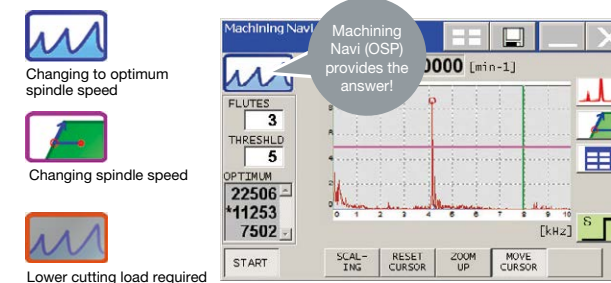 Changing to optimum
spindle speed
Changing spindle speed
Lower cutting load required
Machining Navi
Machining
Navi (OSP)
provides the
answer!
0000 [min-1]
FLUTES
3
THRESHLD
5
OPTIMUM
22506
*11253
7502
0 1 2 3 4 5 6 7 8 9 10
[kHz]
S
START
SCAL-
ING
RESET
CURSOR
ZOOM
UP
MOVE
CURSOR